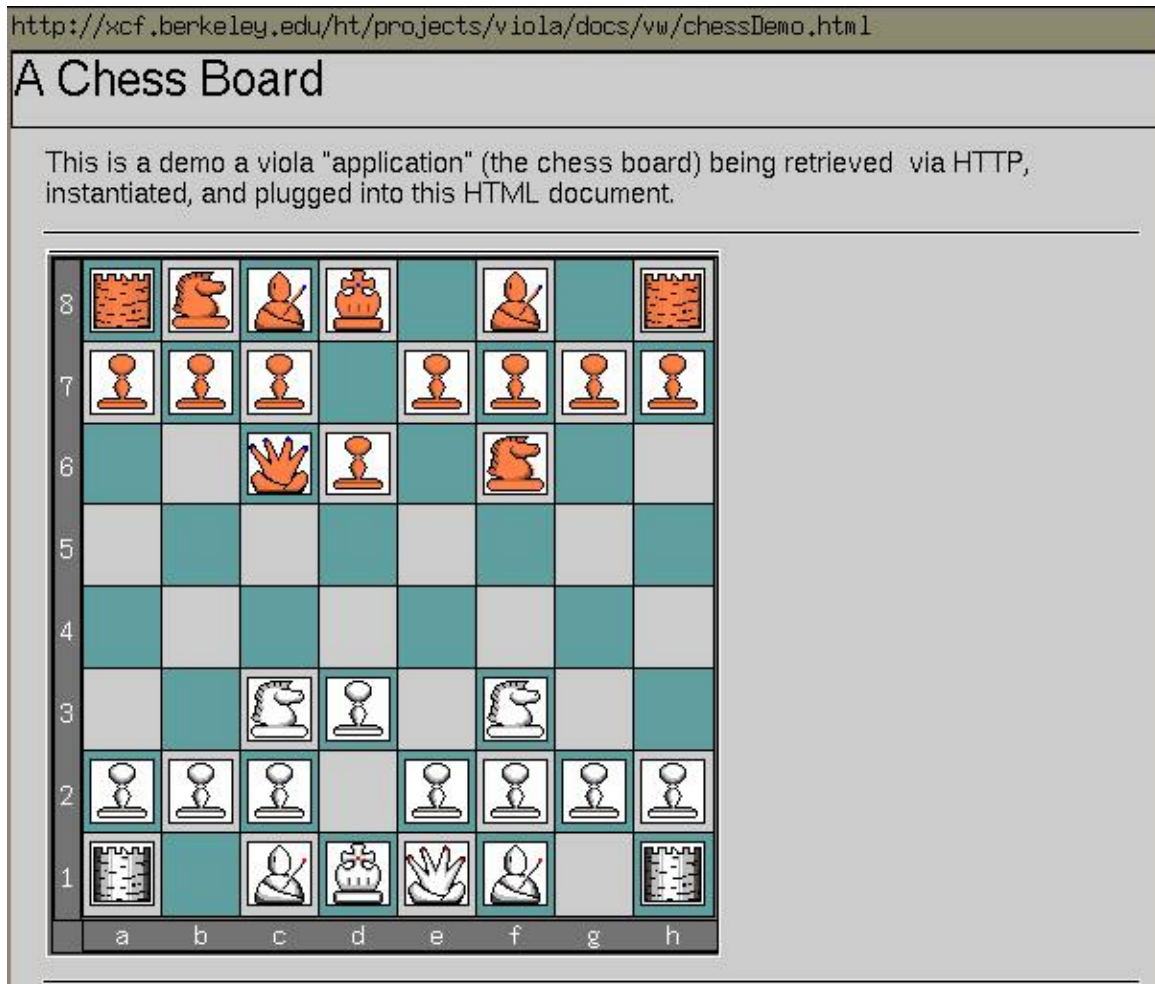 http://xcf.berkeley.edu/ht/projects/viola/docs/vw/chessDemo.html
A Chess Board
This is a demo a viola "application" (the chess board) being retrieved  via HTTP,
instantiated, and plugged into this HTML document.
8
7
6
5
4
3
2
1
a b c d e f g h